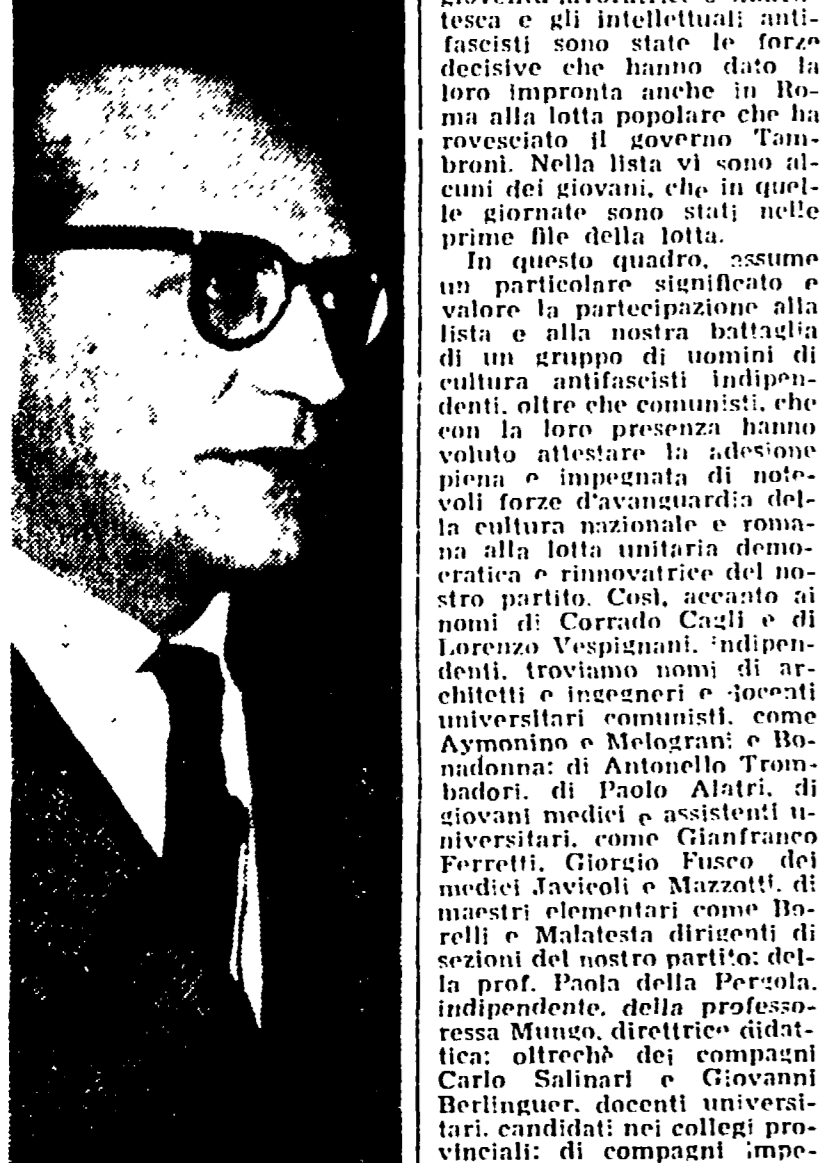 tesca e gli intellettuali anti-
fascisti sono state le forze
decisive che hanno dato la
loro impronta anche in Ro-
ma alla lotta popolare che ha
rovesciato il governo Tam-
broni. Nella lista vi sono al-
cuni dei giovani, che in quel-
le giornate sono stati nelle
prime file della lotta.
In questo quadro, assume
un particolare significato e
valore la partecipazione alla
lista e alla nostra battaglia
di un gruppo di uomini di
cultura antifascisti indipen-
denti, oltre che comunisti, che
con la loro presenza hanno
voluto attestare la adesione
piena e impegnata di note-
voli forze d'avanguardia del-
la cultura nazionale e roma-
na alla lotta unitaria demo-
cratica e rinnovatrice del no-
stro partito. Così, accanto ai
nomi di Corrado Cagli e di
Lorenzo Vespignani, indipen-
denti, troviamo nomi di ar-
chitetti e ingegneri e docenti
universitari comunisti, come
Aymonino e Melograni e Bo-
nadonna: di Antonello Trom-
badori, di Paolo Alatri, di
giovani medici e assistenti u-
niversitari, come Gianfranco
Ferretti, Giorgio Fusco dei
medici Javicoli e Mazzotti, di
maestri elementari come Bo-
relli e Malatesta dirigenti di
sezioni del nostro partito: del-
la prof. Paola della Pergola,
indipendente, della professo-
ressa Mungo, direttrice didat-
tica: oltrechè dei compagni
Carlo Salinari e Giovanni
Berlinguer, docenti universi-
tari, candidati nei collegi pro-
vinciali: di compagni impe-